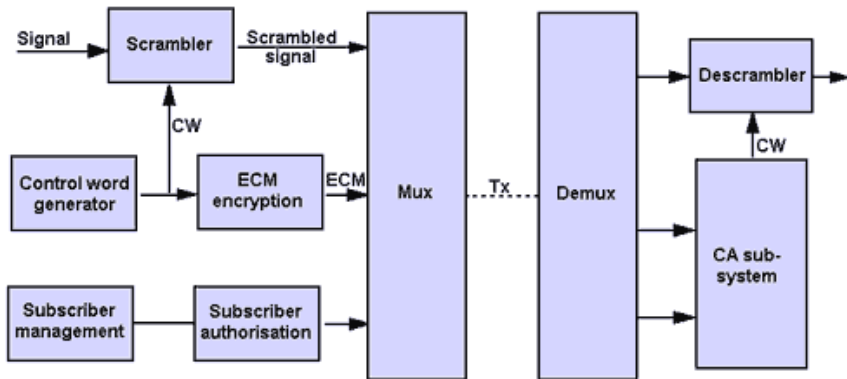 Signal
Scrambler
Scrambled
signal
CW
Control word
generator
ECM
encryption
ECM
Subscriber
management
Subscriber
authorisation
Mux
Tx
Demux
Descrambler
CW
CA sub-
system